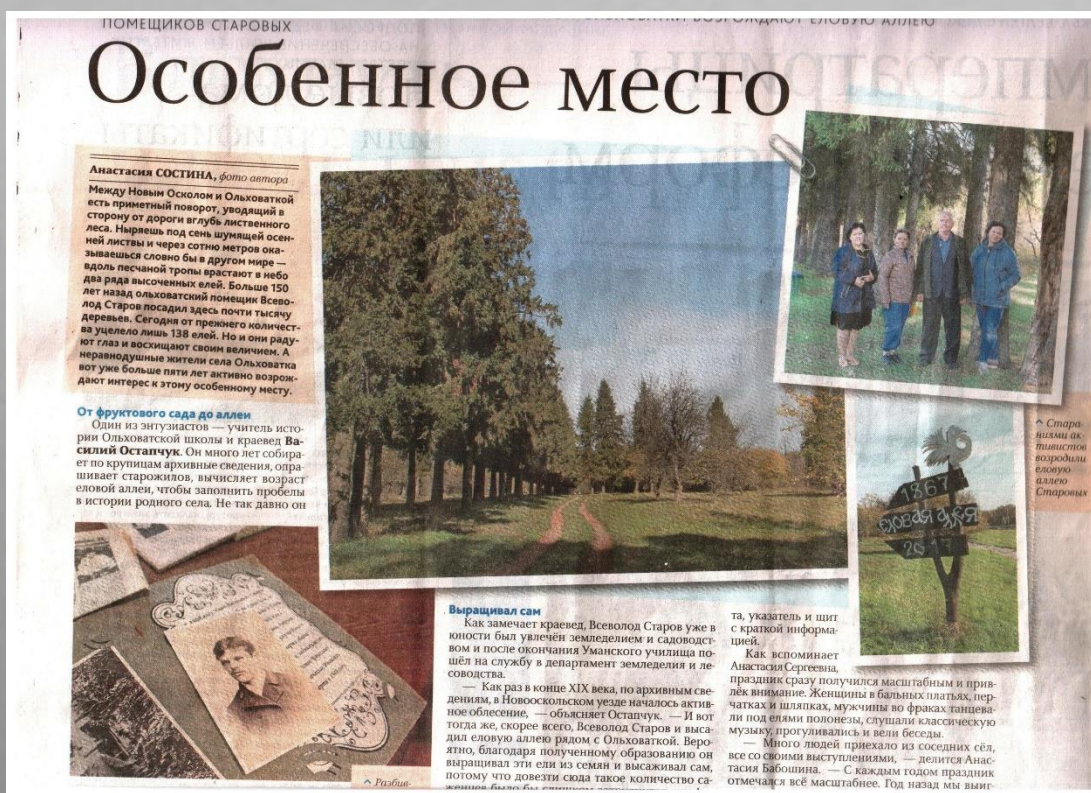 ПОМЕЩИКОВ СТАРОВЫХ
ВОЗРОЖДАЮТ ЕЛОВУЮ АЛЛЕЮ
Особенное место
Анастасия СОСТИНА, фото автора
Между Новым Осколом и Ольховаткой
есть приметный поворот, уводящий в
сторону от дороги вглубь лиственного
леса. Ныряешь под сень шумящей осен-
ней листвы и через сотню метров ока-
зываешься словно бы в другом мире —
вдоль песчаной тропы врастают в небо
два ряда высоченных елей. Больше 150
лет назад ольховатский помещик Всево-
лод Старов посадил здесь почти тысячу
деревьев. Сегодня от прежнего количест-
ва уцелело лишь 138 елей. Но и они раду-
ют глаз и восхищают своим величием. А
неравнодушные жители села Ольховатка
вот уже больше пяти лет активно возрож-
дают интерес к этому особенному месту.
От фруктового сада до аллеи
Один из энтузиастов — учитель исто-
рии Ольховатской школы и краевед Ва-
силий Остапчук. Он много лет собира-
ет по крупицам архивные сведения, опра-
шивает старожилов, вычисляет возраст
еловой аллеи, чтобы заполнить пробелы
в истории родного села. Не так давно он
^ Разбив-
Выращивал сам
Как замечает краевед, Всеволод Старов уже в
юности был увлечён земледелием и садоводст-
вом и после окончания Уманского училища по-
шёл на службу в департамент земледелия и ле-
соводства.
— Как раз в конце XIX века, по архивным све-
дениям, в Новооскольском уезде началось актив-
ное облесение, — объясняет Остапчук. — И вот
тогда же, скорее всего, Всеволод Старов и выса-
дил еловую аллею рядом с Ольховаткой. Веро-
ятно, благодаря полученному образованию он
выращивал эти ели из семян и высаживал сам,
потому что довезти сюда такое количество са-
женцев было бы слишком
та, указатель и щит
с краткой информа-
цией.
Как вспоминает
Анастасия Сергеевна,
праздник сразу получился масштабным и прив-
лёк внимание. Женщины в бальных платьях, пер-
чатках и шляпках, мужчины во фраках танцева-
ли под елями полонезы, слушали классическую
музыку, прогуливались и вели беседы.
— Много людей приехало из соседних сёл,
все со своими выступлениями, — делится Анас-
тасия Бабошина. — С каждым годом праздник
отмечался всё масштабнее. Год назад мы выиг-
^ Стара-
ниями ак-
тивистов
возродили
еловую
аллею
Старовых
1867
еловая аллея
2017